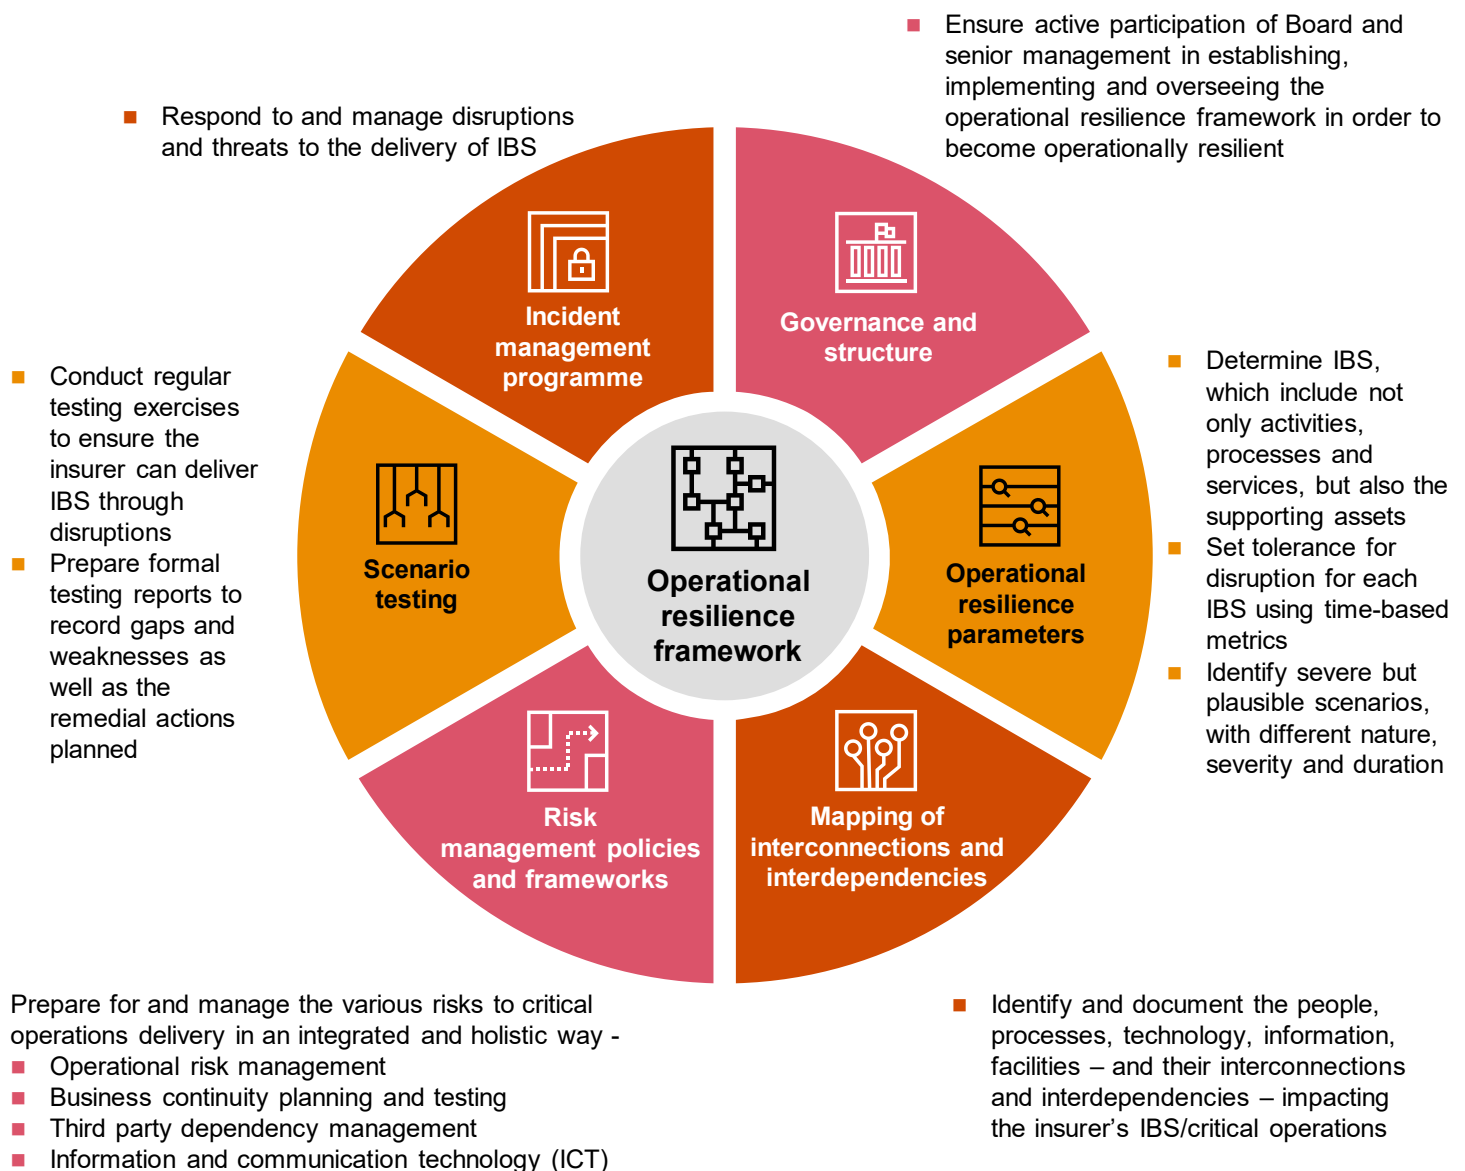 Ensure active participation of Board and
senior management in establishing,
implementing and overseeing the
operational resilience framework in order to
become operationally resilient
Respond to and manage disruptions
and threats to the delivery of IBS
Incident
management
programme
Governance and
structure
Conduct regular
testing exercises
to ensure the
insurer can deliver
IBS through
disruptions
Prepare formal
testing reports to
record gaps and
weaknesses as
well as the
remedial actions
planned
Scenario
testing
Operational
resilience
framework
Operational
resilience
parameters
Determine IBS,
which include not
only activities,
processes and
services, but also the
supporting assets
Set tolerance for
disruption for each
IBS using time-based
metrics
Identify severe but
plausible scenarios,
with different nature,
severity and duration
Risk
management policies
and frameworks
Mapping of
interconnections and
interdependencies
Prepare for and manage the various risks to critical
operations delivery in an integrated and holistic way -
Operational risk management
Business continuity planning and testing
Third party dependency management
Information and communication technology (ICT)
Identify and document the people,
processes, technology, information,
facilities – and their interconnections
and interdependencies – impacting
the insurer's IBS/critical operations